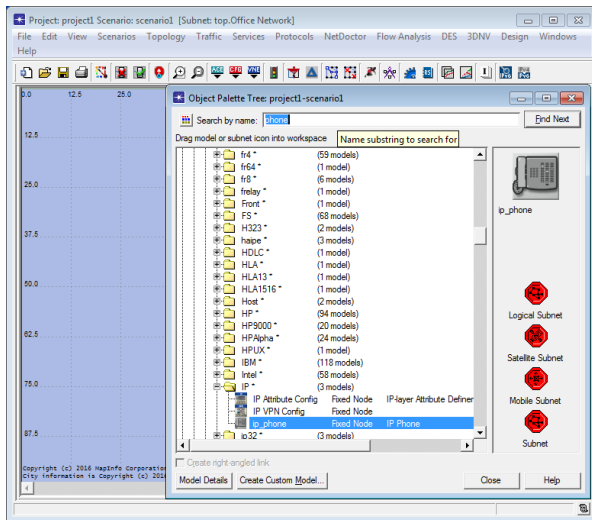 Project: project1 Scenario: scenario1 [Subnet: top.Office Network]
File Edit View Scenarios Topology Traffic Services Protocols NetDoctor Flow Analysis DES 3DNV Design Windows
Help
0.0 12.5 25.0
12.5
25.0
37.5
50.0
62.5
75.0
87.5
Copyright (c) 2016 MapInfo Corporation
City information is Copyright (c) 201
Object Palette Tree: project1-scenario1
Search by name: phone Find Next
Drag model or subnet icon into workspace
Name substring to search for
fr4 * (59 models)
fr64 * (1 model)
fr8 * (6 models)
frelay * (1 model)
Front * (1 model)
FS * (68 models)
H323 * (2 models)
haipe * (3 models)
HDLC * (1 model)
HLA * (1 model)
HLA13 * (1 model)
HLA1516 * (1 model)
Host * (2 models)
HP * (94 models)
HP9000 * (20 models)
HPAlpha * (24 models)
HPUX * (1 model)
IBM * (118 models)
Intel * (58 models)
IP * (3 models)
IP Attribute Config Fixed Node IP-layer Attribute Definer
IP VPN Config Fixed Node
ip_phone Fixed Node IP Phone
ip32 * (3 models)
ip_phone
Logical Subnet
Satellite Subnet
Mobile Subnet
Subnet
Create right-angled link
Model Details Create Custom Model... Close Help